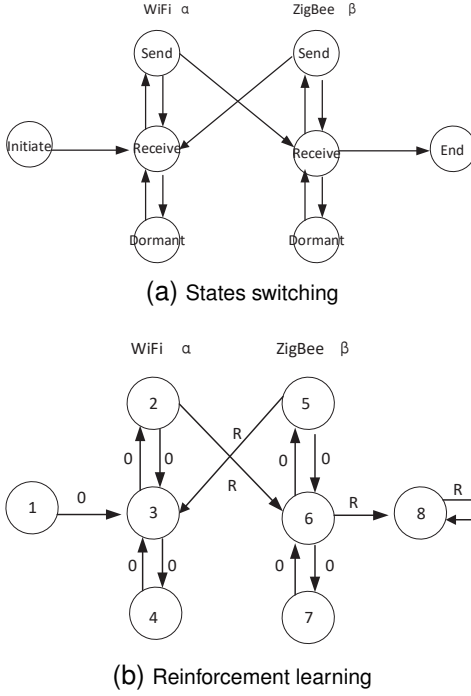 WiFi α ZigBee β
Send Send
Initiate Receive Receive End
Dormant Dormant
(a) States switching
WiFi α ZigBee β
2 5
R
0 0 0 0
R
1 0 3 6 R 8 R
0 0 0 0
4 7
(b) Reinforcement learning